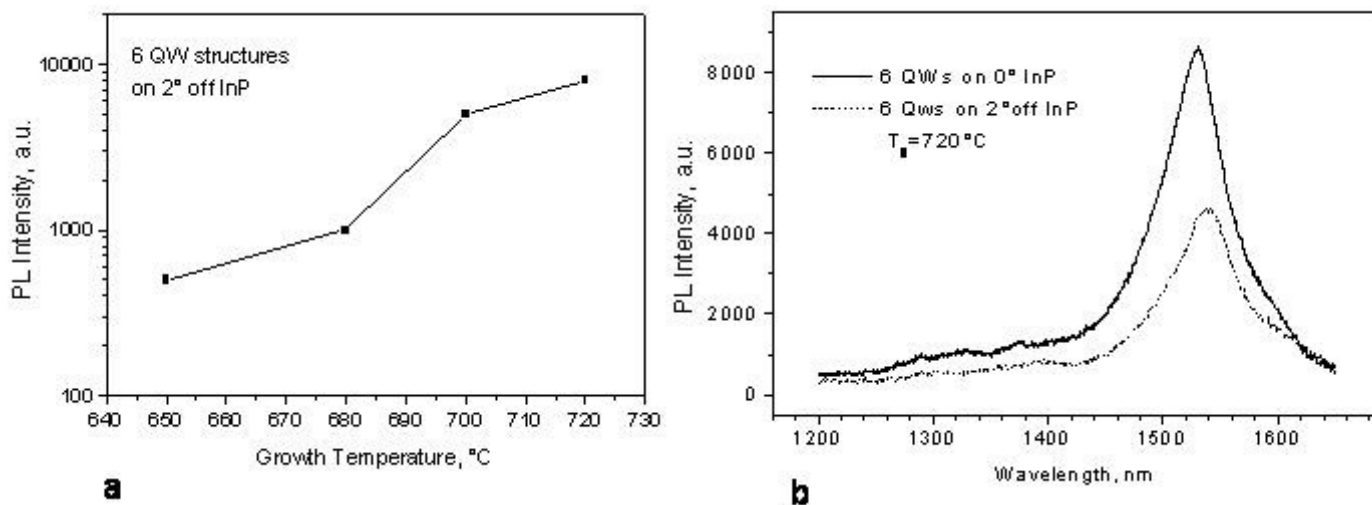 6 QW structures
on 2° off InP
10000
1000
100
PL Intensity, a.u.
640 650 660 670 680 690 700 710 720 730
Growth Temperature, °C
a
6 QWs on 0° InP
6 Qws on 2°off InP
T =720°C
8000
6000
4000
2000
0
PL Intensity, a.u.
1200 1300 1400 1500 1600
Wavelength, nm
b